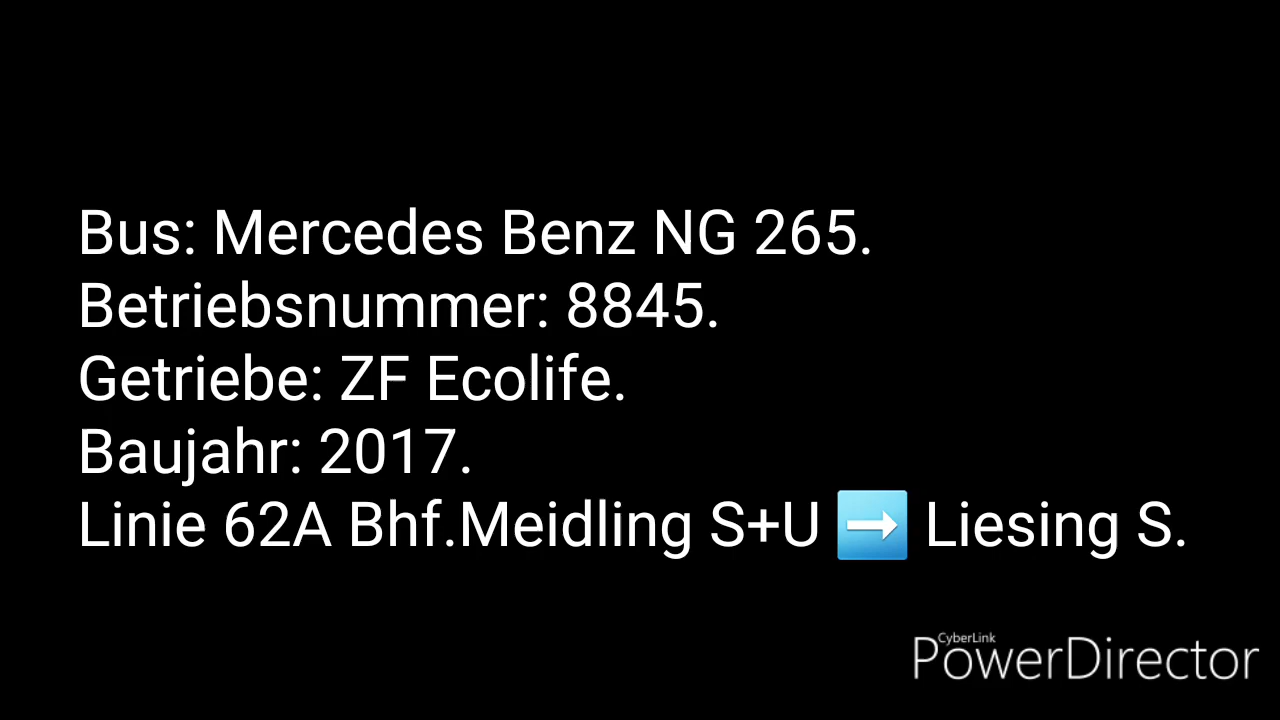 Bus: Mercedes Benz NG 265.
Betriebsnummer: 8845.
Getriebe: ZF Ecolife.
Baujahr: 2017.
Linie 62A Bhf.Meidling S+U ➡️ Liesing S.
CyberLink
PowerDirector